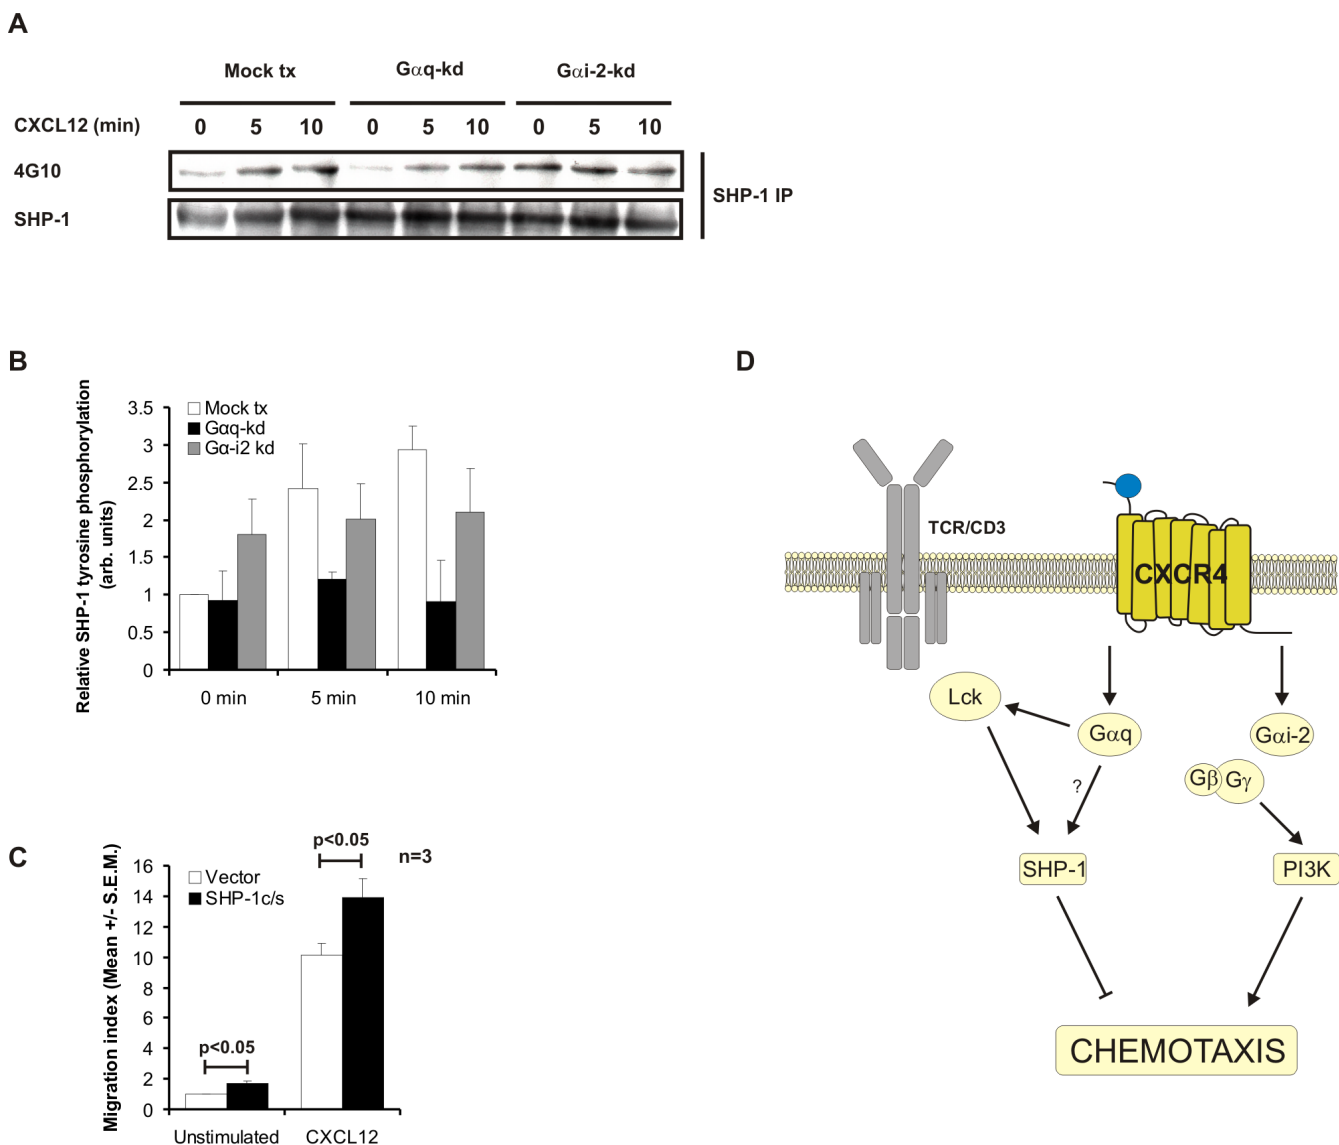 A
Mock tx
Gαq-kd
Gαi-2-kd
CXCL12 (min)
0 5 10 0 5 10 0 5 10
4G10
SHP-1
SHP-1 IP
B
Relative SHP-1 tyrosine phosphorylation
(arb. units)
3.5
3
2.5
2
1.5
1
0.5
0
Mock tx
Gαq-kd
Gα-i2 kd
0 min 5 min 10 min
C
Migration index (Mean +/- S.E.M.)
16
14
12
10
8
6
4
2
0
Vector
SHP-1c/s
p<0.05
p<0.05
n=3
Unstimulated CXCL12
D
TCR/CD3
CXCR4
Lck
Gαq
Gαi-2
Gβ Gγ
?
SHP-1
PI3K
CHEMOTAXIS